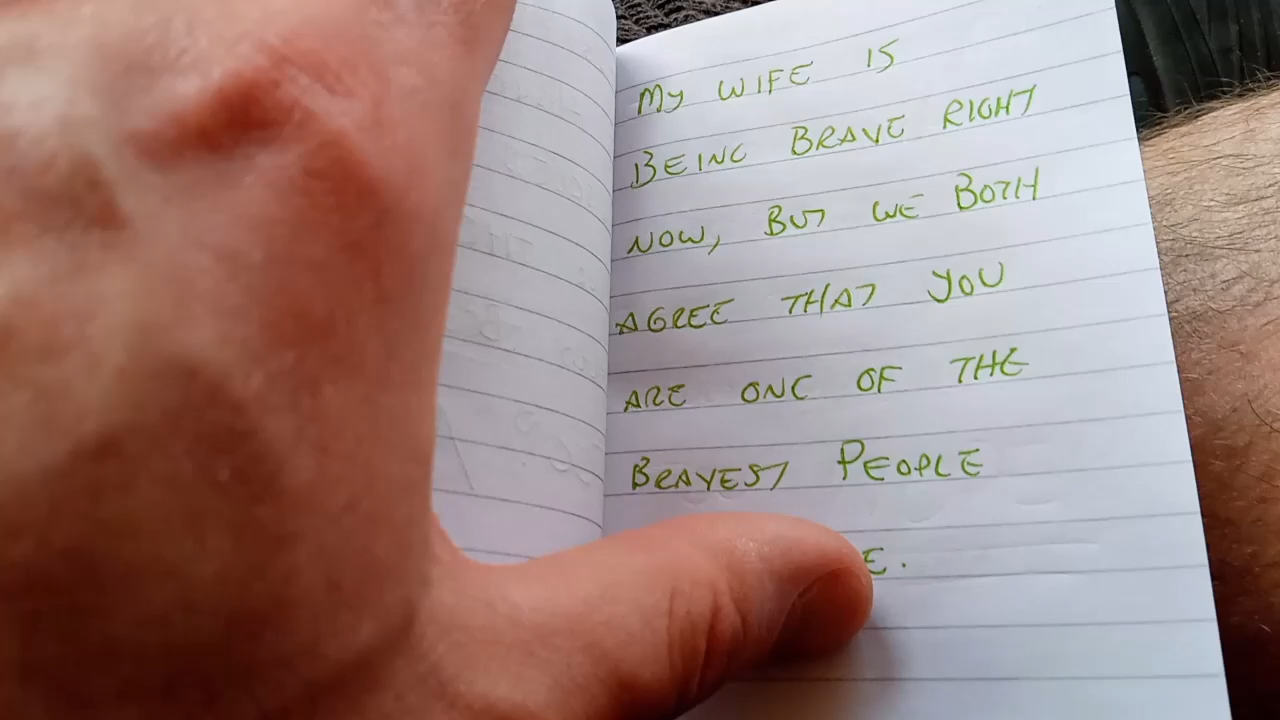 MY WIFE IS
BEING BRAVE RIGHT
NOW, BUT WE BOTH
AGREE THAT YOU
ARE ONE OF THE
BRAVEST PEOPLE